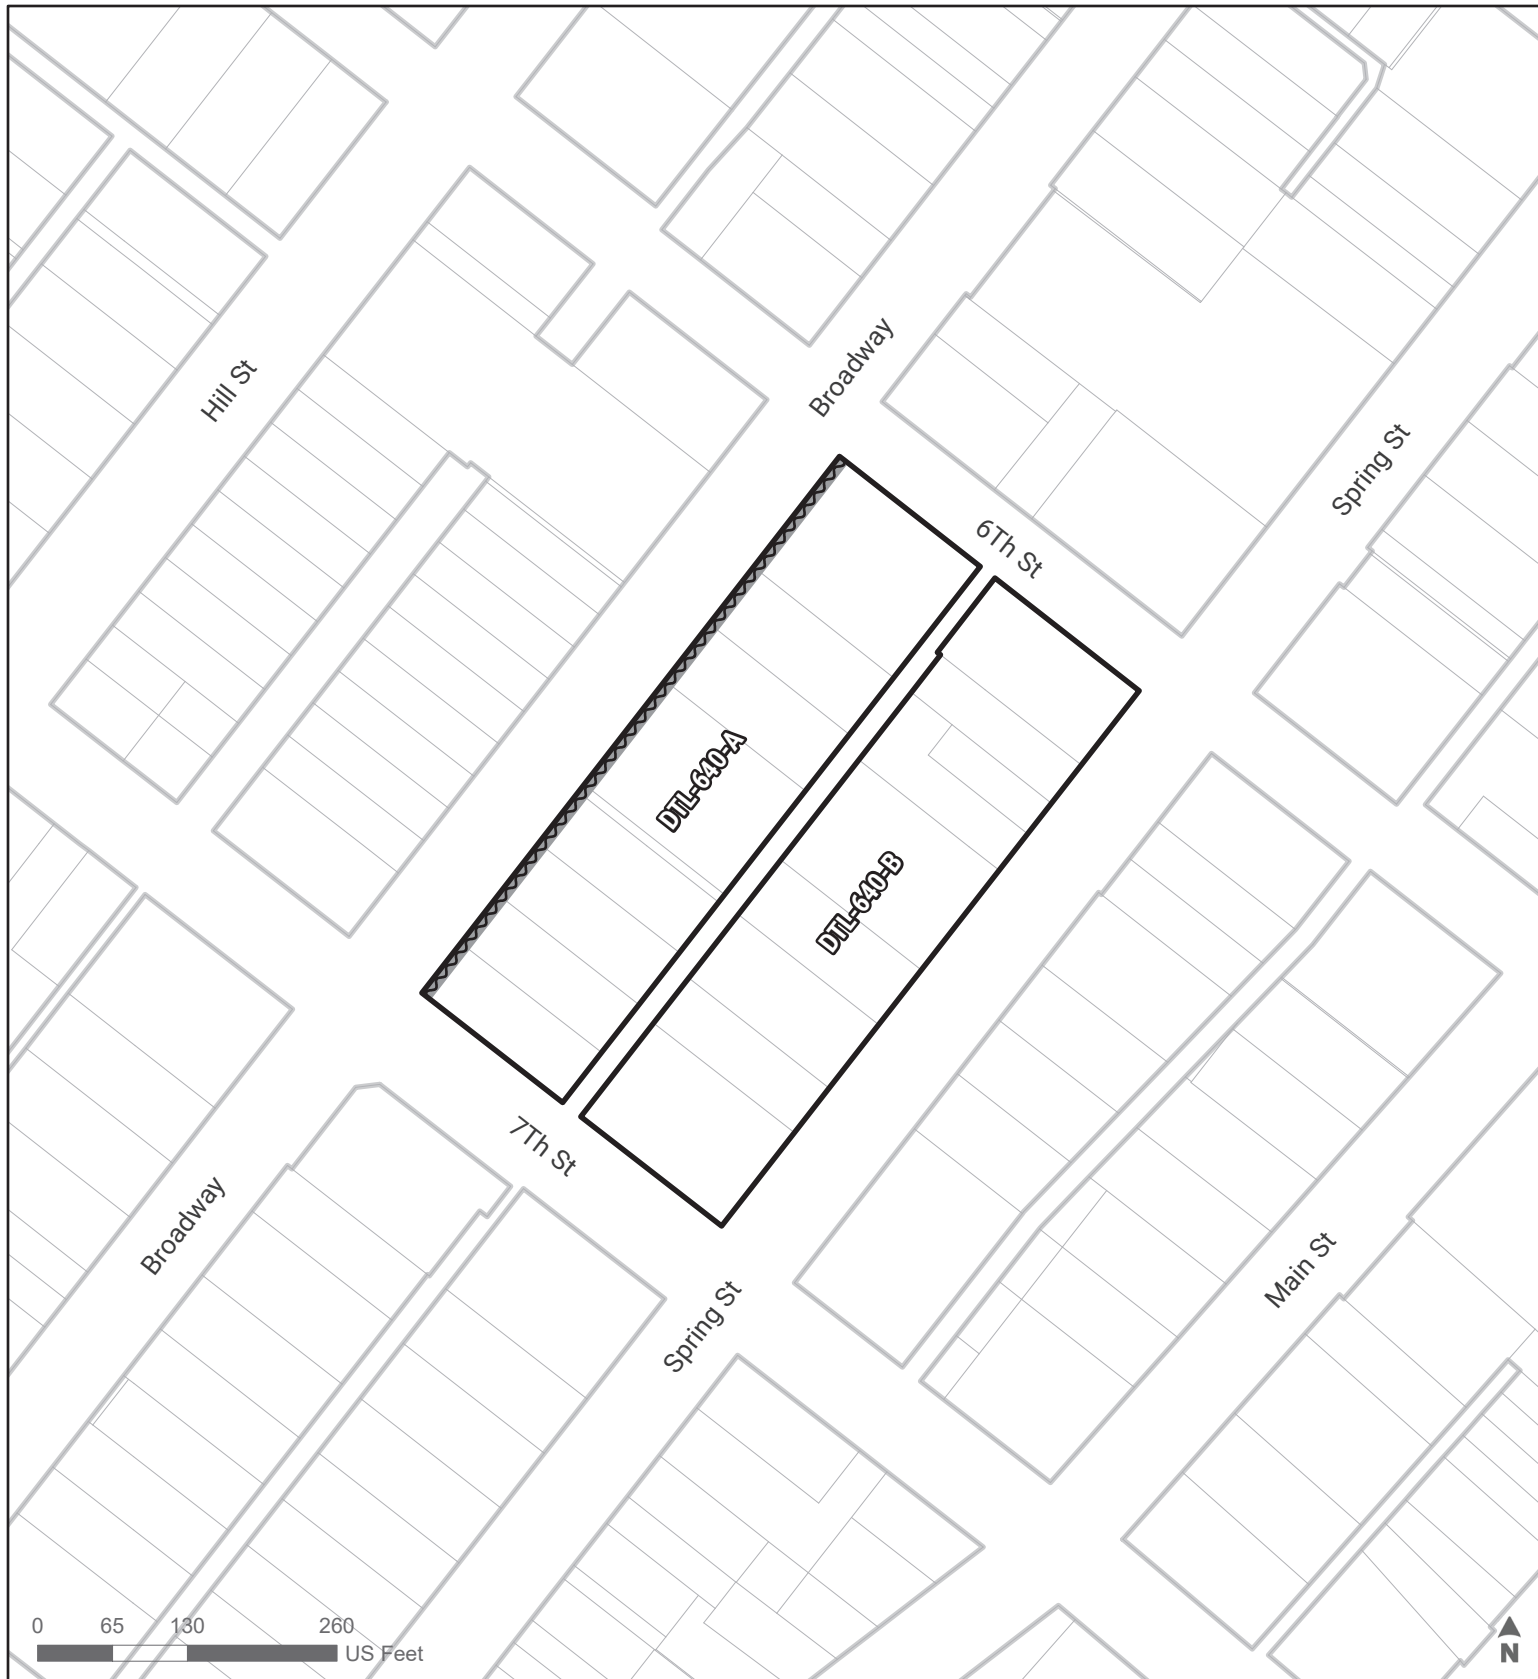 Hill St
Broadway
Spring St
6Th St
DTL-640-A
DTL-640-B
7Th St
Broadway
Spring St
Main St
0 65 130 260
US Feet
N